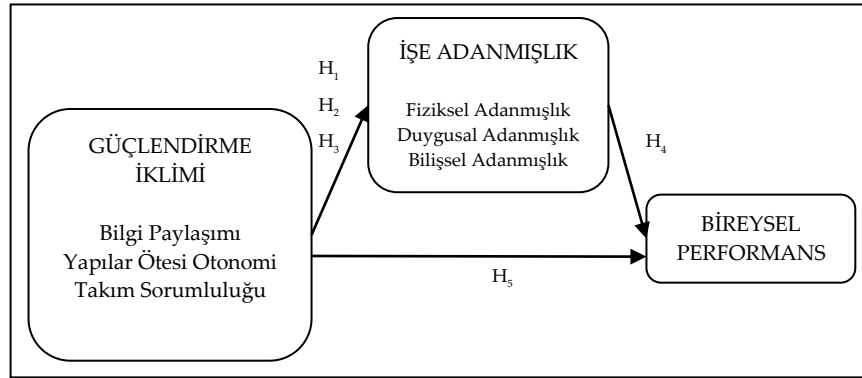 GÜÇLENDİRME
İKLİMİ
Bilgi Paylaşımı
Yapılar Ötesi Otonomi
Takım Sorumluluğu
H₁
H₂
H₃
İŞE ADANMIŞLIK
Fiziksel Adanmışlık
Duygusal Adanmışlık
Bilişsel Adanmışlık
H₄
H₅
BİREYSEL
PERFORMANS